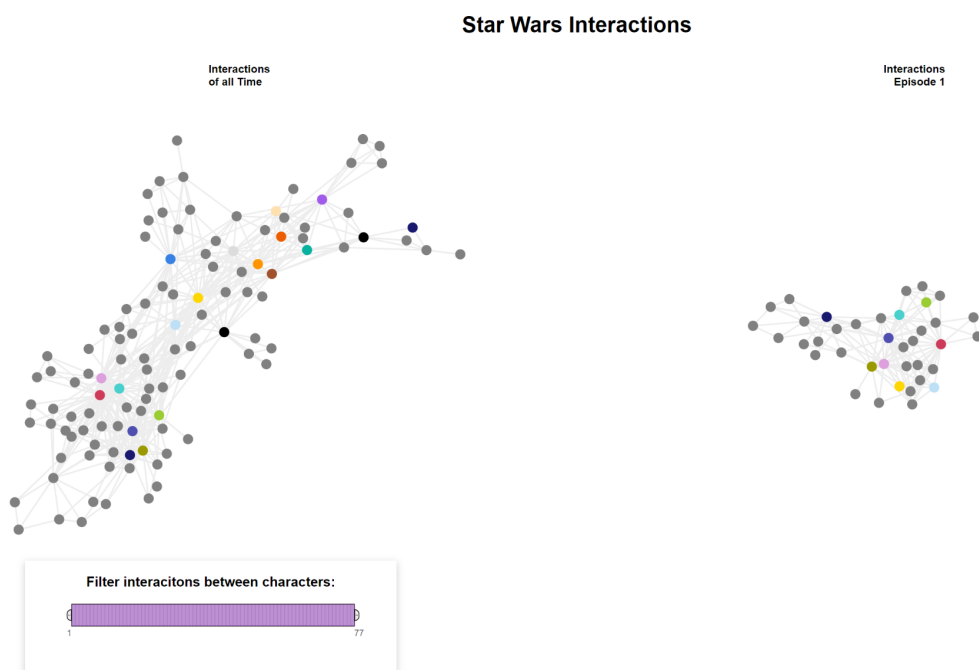 Star Wars Interactions
Interactions
of all Time
Interactions
Episode 1
Filter interacitons between characters:
1
77